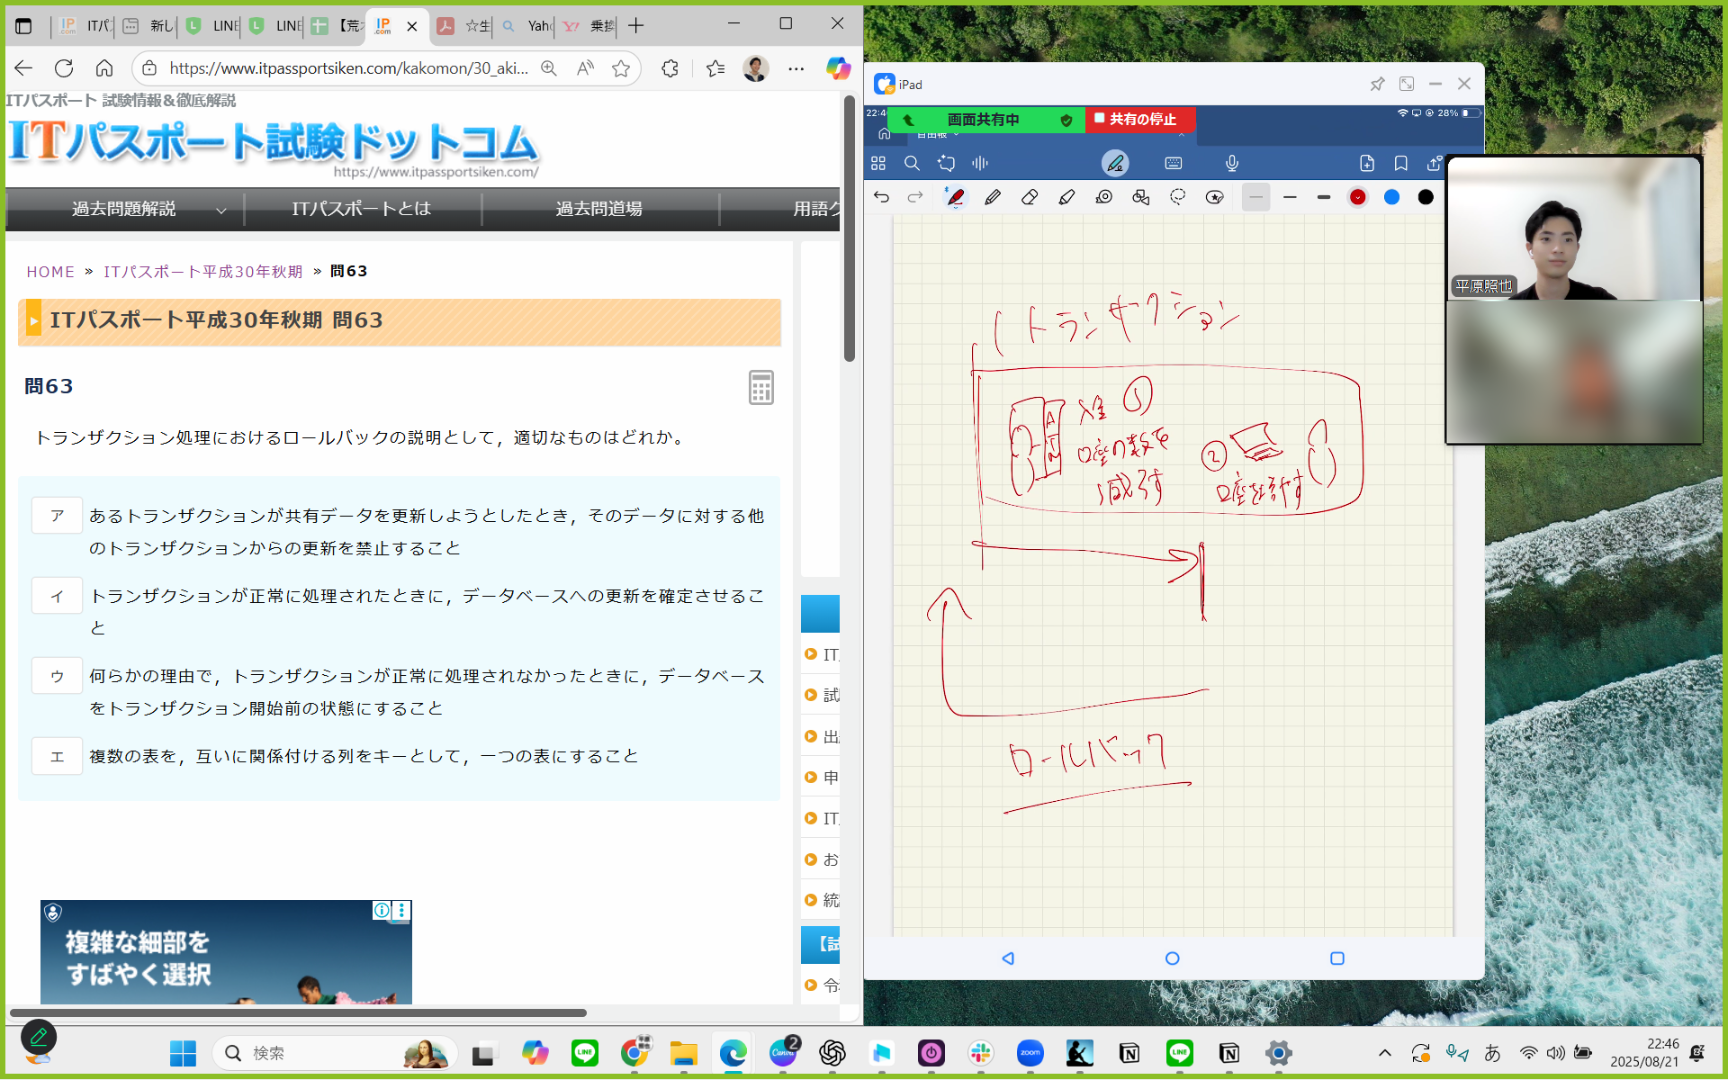 ITパ
新し
LINE
LINE
【荒
☆生
Yaho
乗換
https://www.itpassportsiken.com/kakomon/30_aki...
ITパスポート 試験情報&徹底解説
ITパスポート試験ドットコム
https://www.itpassportsiken.com/
過去問題解説
ITパスポートとは
過去問道場
用語ク
HOME » ITパスポート平成30年秋期 » 問63
ITパスポート平成30年秋期 問63
問63
トランザクション処理におけるロールバックの説明として，適切なものはどれか。
ア
あるトランザクションが共有データを更新しようとしたとき，そのデータに対する他
のトランザクションからの更新を禁止すること
イ
トランザクションが正常に処理されたときに，データベースへの更新を確定させるこ
と
ウ
何らかの理由で，トランザクションが正常に処理されなかったときに，データベース
をトランザクション開始前の状態にすること
エ
複数の表を，互いに関係付ける列をキーとして，一つの表にすること
IT
試
出
申
IT
お
統
【試
令
複雑な細部を
すばやく選択
iPad
22:4
画面共有中
共有の停止
28%
トランザクション
ATM
入金 ①
口座の数を
減らす
②
口座を増やす
ロールバック
平原照也
検索
2
zoom
あ
22:46
2025/08/21